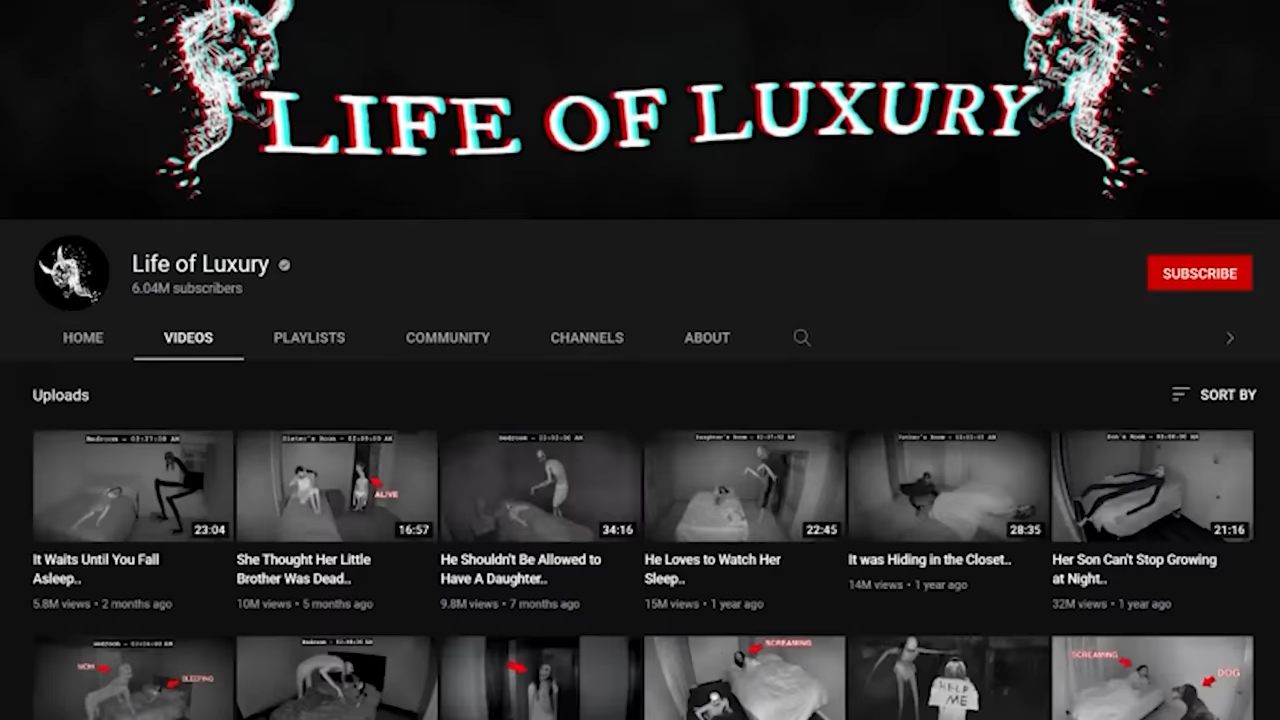 LIFE OF LUXURY
Life of Luxury
6.04M subscribers
SUBSCRIBE
HOME VIDEOS PLAYLISTS COMMUNITY CHANNELS ABOUT
Uploads
SORT BY
ALIVE
23:04
16:57
34:16
22:45
28:35
21:16
It Waits Until You Fall
Asleep..
5.8M views • 2 months ago
She Thought Her Little
Brother Was Dead..
10M views • 5 months ago
He Shouldn't Be Allowed to
Have A Daughter..
9.8M views • 7 months ago
He Loves to Watch Her
Sleep..
15M views • 1 year ago
It was Hiding in the Closet..
14M views • 1 year ago
Her Son Can't Stop Growing
at Night..
32M views • 1 year ago
MOM
SLEEPING
SCREAMING
HELP
ME
SCREAMING
DOG